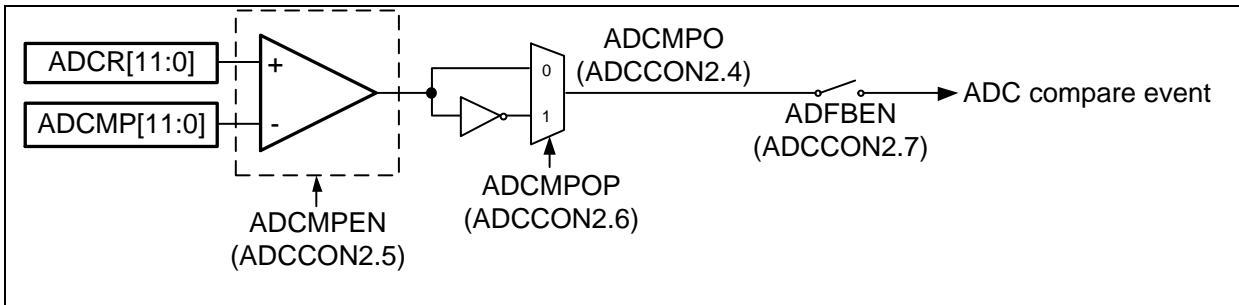 ADCR[11:0]
ADCMP[11:0]
+
-
ADCMPEN
(ADCCON2.5)
0
1
ADCMPOP
(ADCCON2.6)
ADCMPO
(ADCCON2.4)
ADFBEN
(ADCCON2.7)
ADC compare event